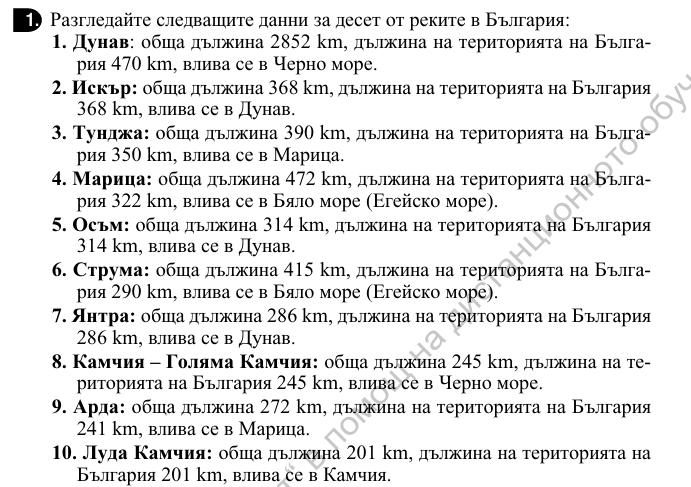 1. Разгледайте следващите данни за десет от реките в България:
1. Дунав: обща дължина 2852 km, дължина на територията на Бълга-
рия 470 km, влива се в Черно море.
2. Искър: обща дължина 368 km, дължина на територията на България
368 km, влива се в Дунав.
3. Тунджа: обща дължина 390 km, дължина на територията на Бълга-
рия 350 km, влива се в Марица.
4. Марица: обща дължина 472 km, дължина на територията на Бълга-
рия 322 km, влива се в Бяло море (Егейско море).
5. Осъм: обща дължина 314 km, дължина на територията на България
314 km, влива се в Дунав.
6. Струма: обща дължина 415 km, дължина на територията на Бълга-
рия 290 km, влива се в Бяло море (Егейско море).
7. Янтра: обща дължина 286 km, дължина на територията на България
286 km, влива се в Дунав.
8. Камчия – Голяма Камчия: обща дължина 245 km, дължина на те-
риторията на България 245 km, влива се в Черно море.
9. Арда: обща дължина 272 km, дължина на територията на България
241 km, влива се в Марица.
10. Луда Камчия: обща дължина 201 km, дължина на територията на
България 201 km, влива се в Камчия.
“ в помощ на дистанционното обуч